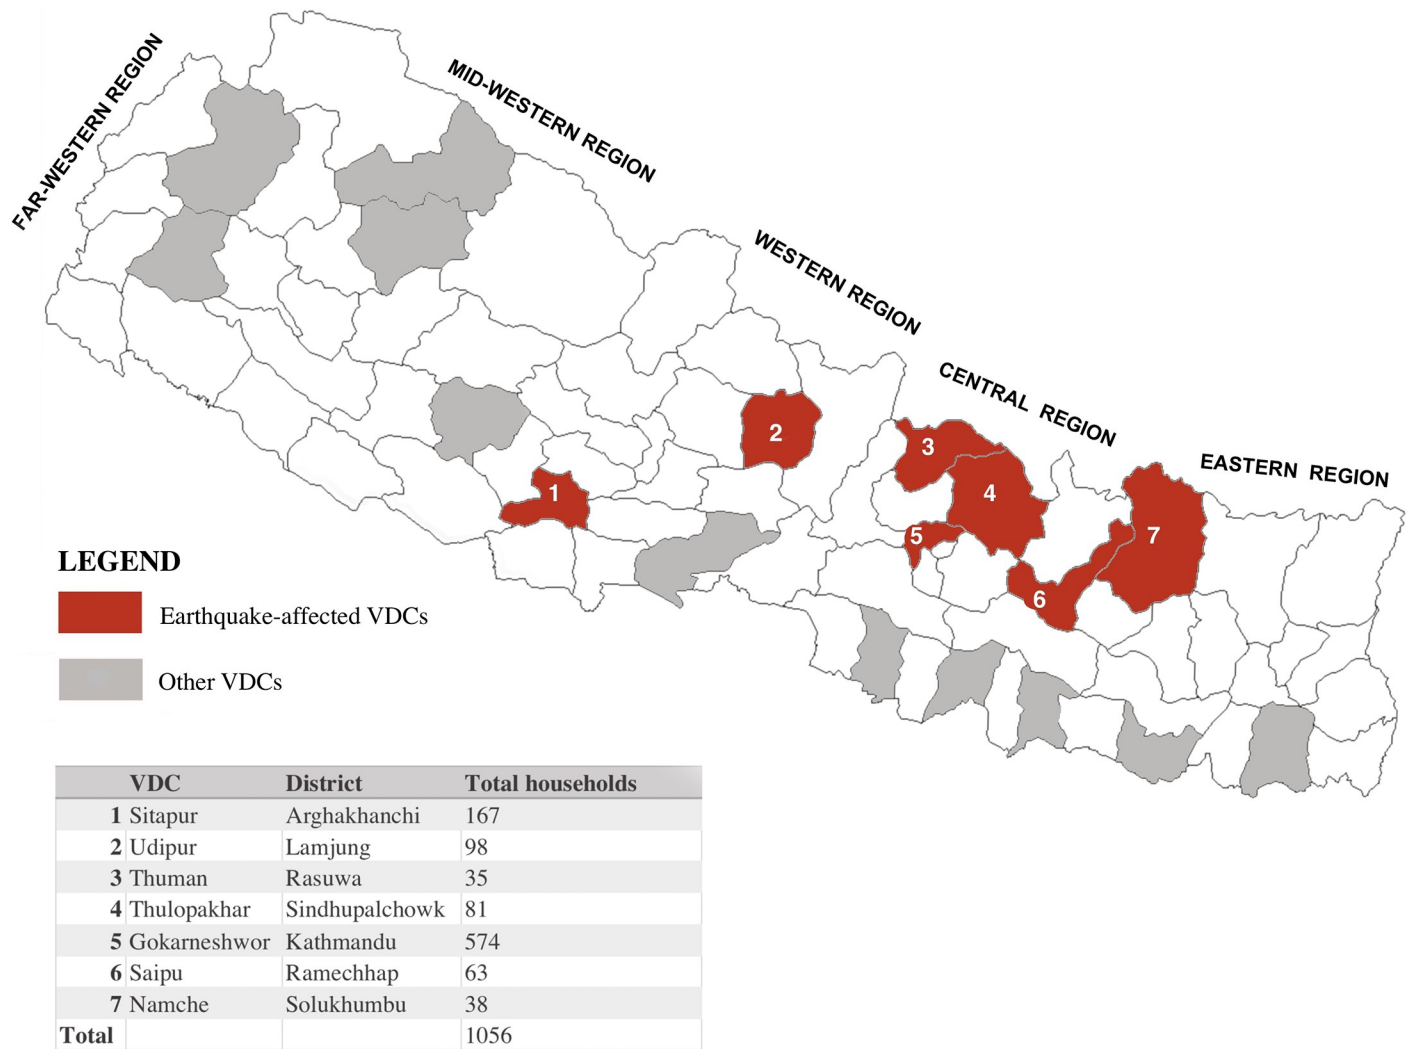 FAR-WESTERN REGION
MID-WESTERN REGION
WESTERN REGION
CENTRAL REGION
EASTERN REGION
1
2
3
4
5
6
7
LEGEND
Earthquake-affected VDCs
Other VDCs
VDC District Total households
1 Sitapur Arghakhanchi 167
2 Udipur Lamjung 98
3 Thuman Rasuwa 35
4 Thulopakhar Sindhupalchowk 81
5 Gokarneshwor Kathmandu 574
6 Saipu Ramechhap 63
7 Namche Solukhumbu 38
Total 1056